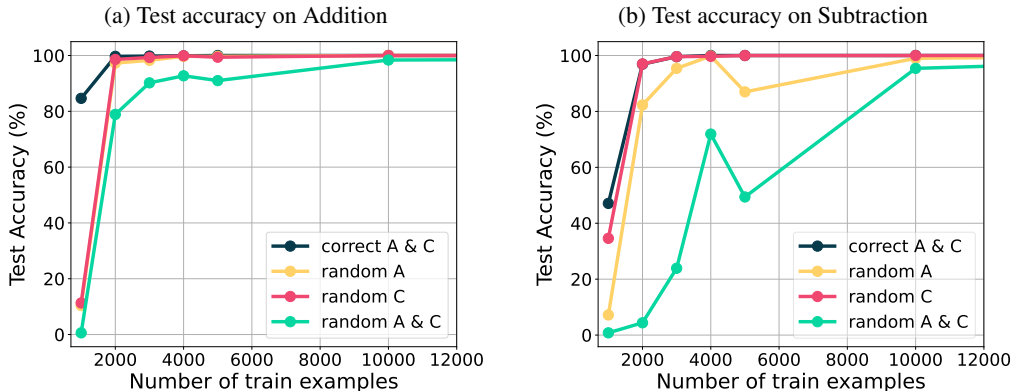 (a) Test accuracy on Addition
100
80
60
40
20
0
Test Accuracy (%)
correct A & C
random A
random C
random A & C
2000 4000 6000 8000 10000 12000
Number of train examples
(b) Test accuracy on Subtraction
100
80
60
40
20
0
Test Accuracy (%)
correct A & C
random A
random C
random A & C
2000 4000 6000 8000 10000 12000
Number of train examples